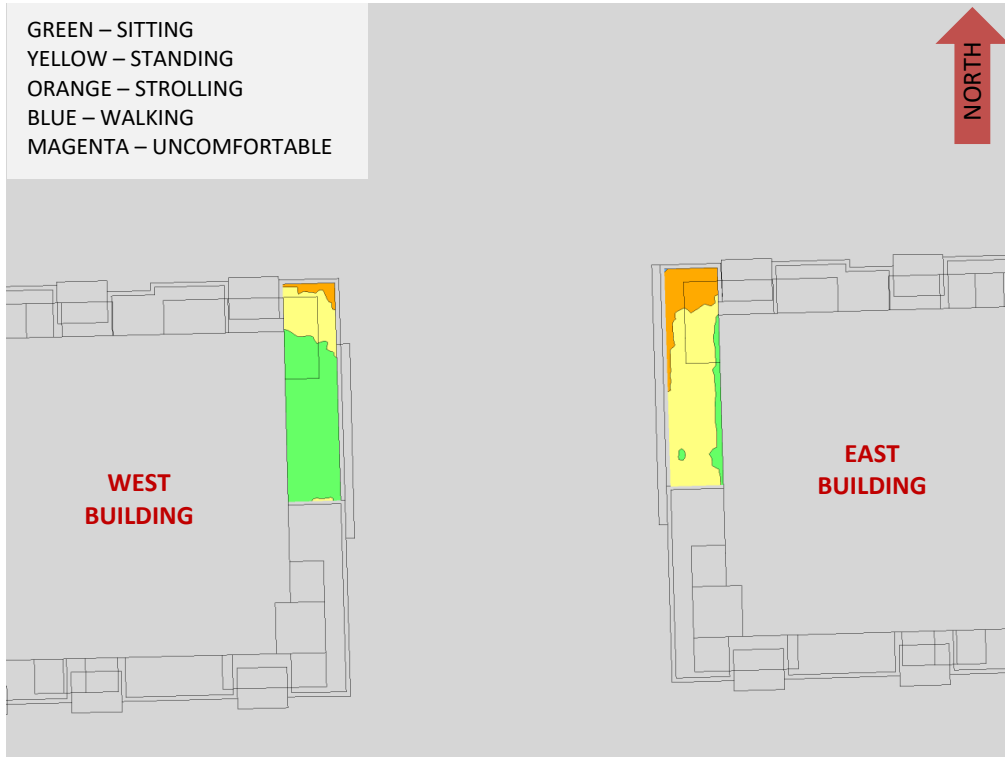 GREEN – SITTING
YELLOW – STANDING
ORANGE – STROLLING
BLUE – WALKING
MAGENTA – UNCOMFORTABLE
NORTH
WEST
BUILDING
EAST
BUILDING